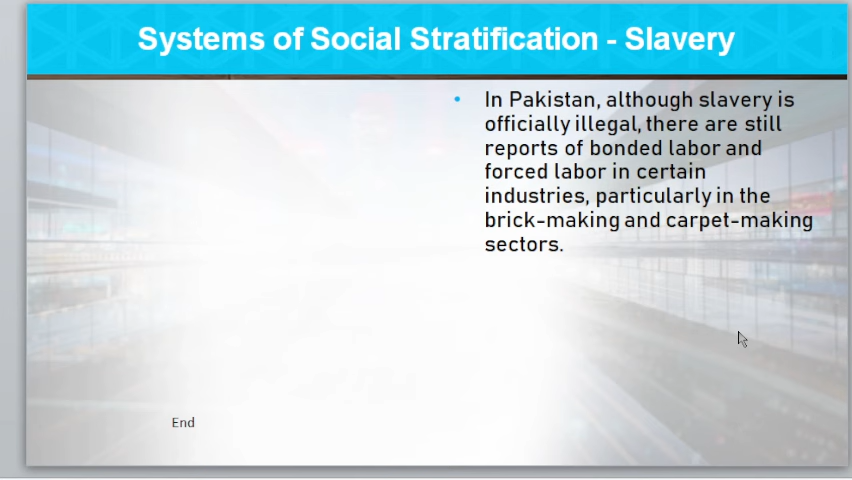 Systems of Social Stratification - Slavery
• In Pakistan, although slavery is
officially illegal, there are still
reports of bonded labor and
forced labor in certain
industries, particularly in the
brick-making and carpet-making
sectors.
End